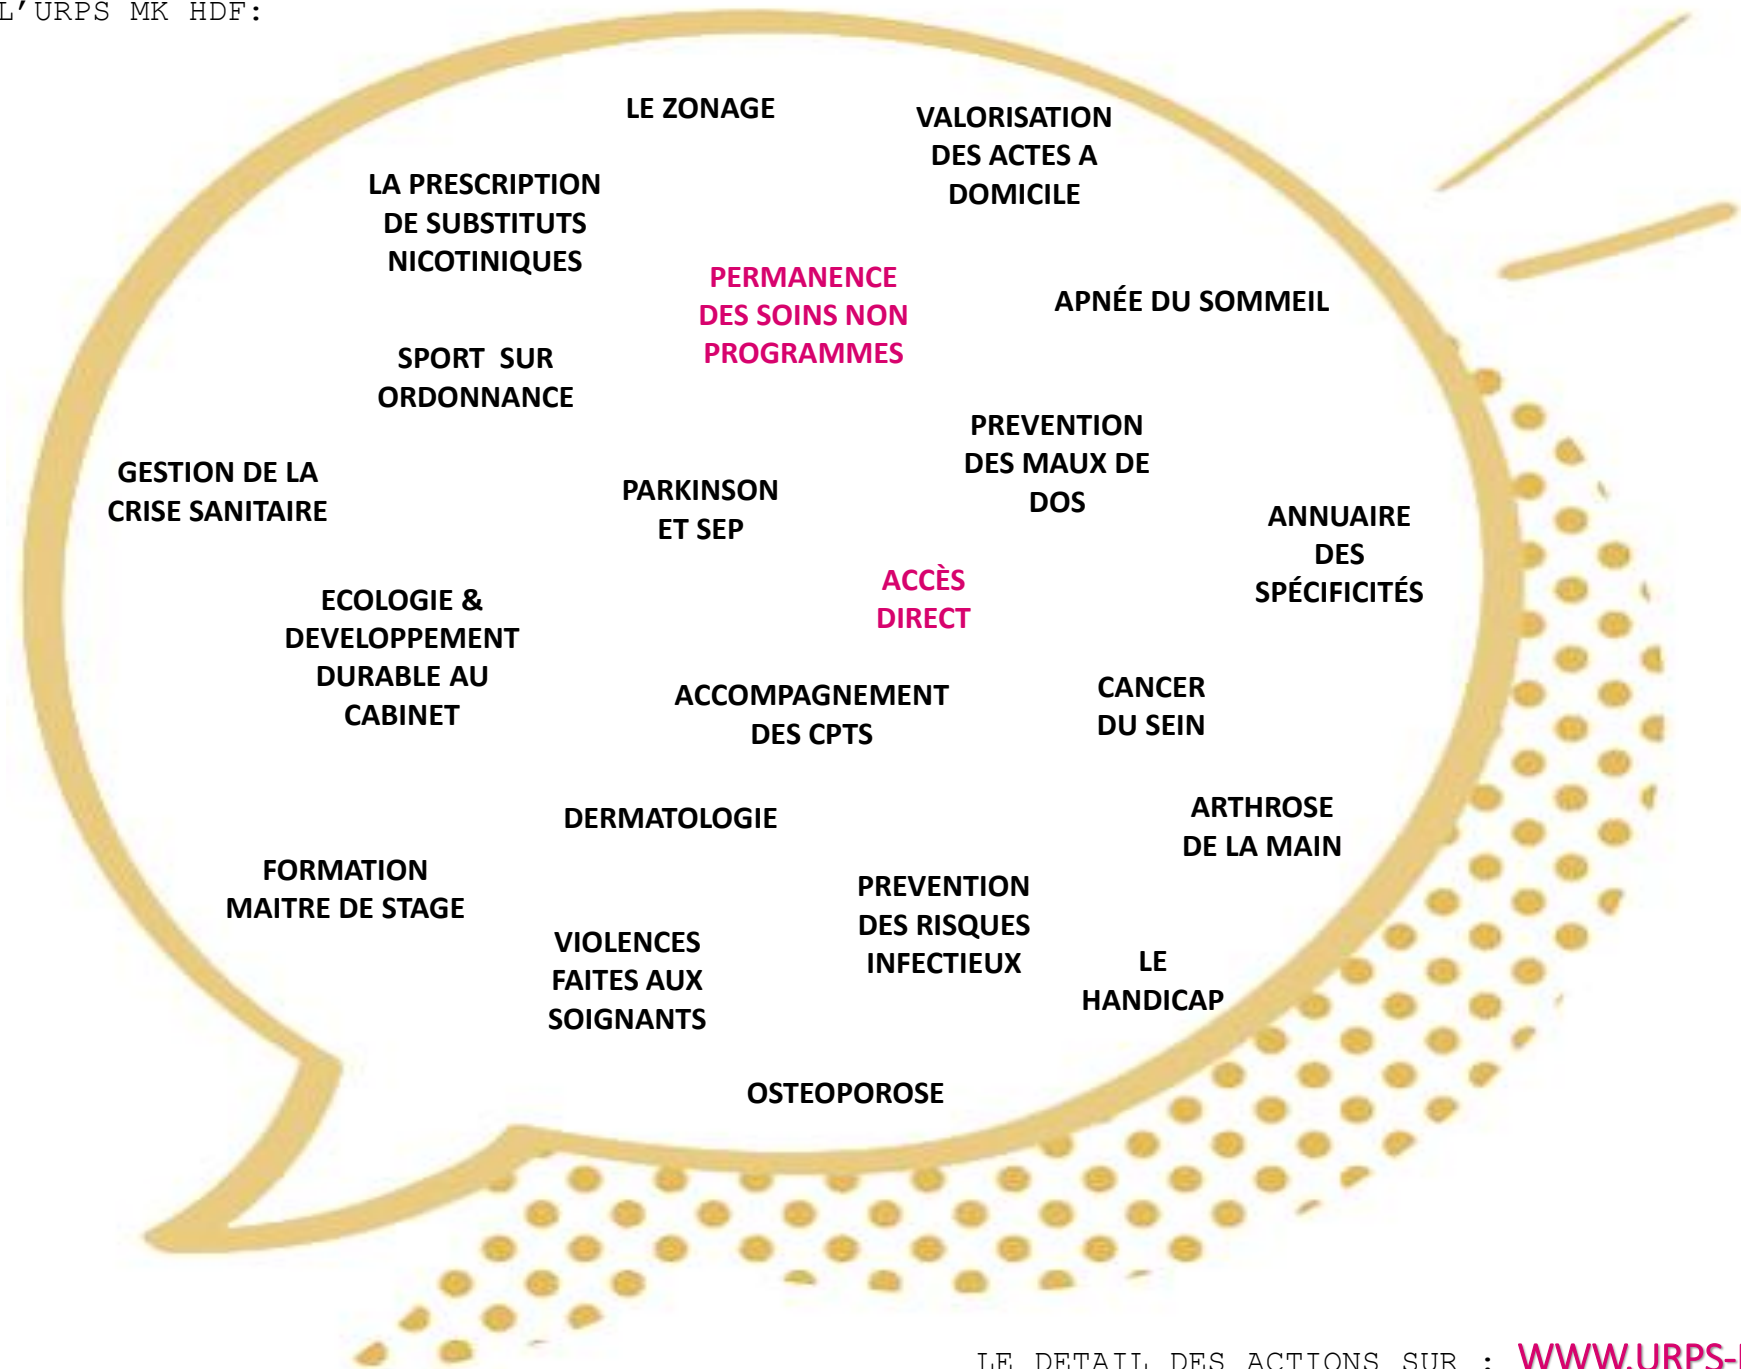 L'URPS MK HDF:
LE ZONAGE
VALORISATION
DES ACTES A
DOMICILE
LA PRESCRIPTION
DE SUBSTITUTS
NICOTINIQUES
PERMANENCE
DES SOINS NON
PROGRAMMES
APNÉE DU SOMMEIL
SPORT SUR
ORDONNANCE
PREVENTION
DES MAUX DE
DOS
GESTION DE LA
CRISE SANITAIRE
PARKINSON
ET SEP
ANNUAIRE
DES
SPÉCIFICITÉS
ACCÈS
DIRECT
ECOLOGIE &
DEVELOPPEMENT
DURABLE AU
CABINET
ACCOMPAGNEMENT
DES CPTS
CANCER
DU SEIN
DERMATOLOGIE
ARTHROSE
DE LA MAIN
FORMATION
MAITRE DE STAGE
PREVENTION
DES RISQUES
INFECTIEUX
VIOLENCES
FAITES AUX
SOIGNANTS
LE
HANDICAP
OSTEOPOROSE
LE DETAIL DES ACTIONS SUR : WWW.URPS-